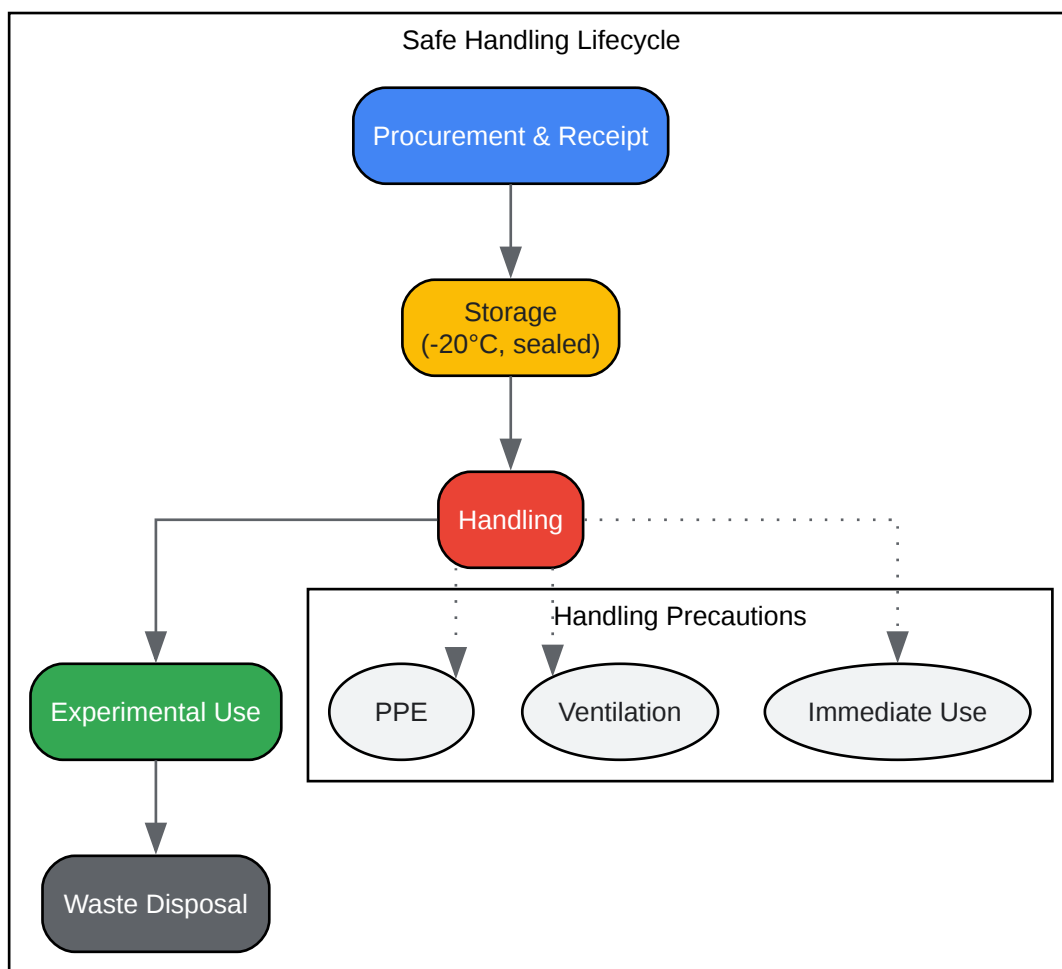 Safe Handling Lifecycle
Procurement & Receipt
Storage
(-20°C, sealed)
Handling
Handling Precautions
Experimental Use
PPE
Ventilation
Immediate Use
Waste Disposal